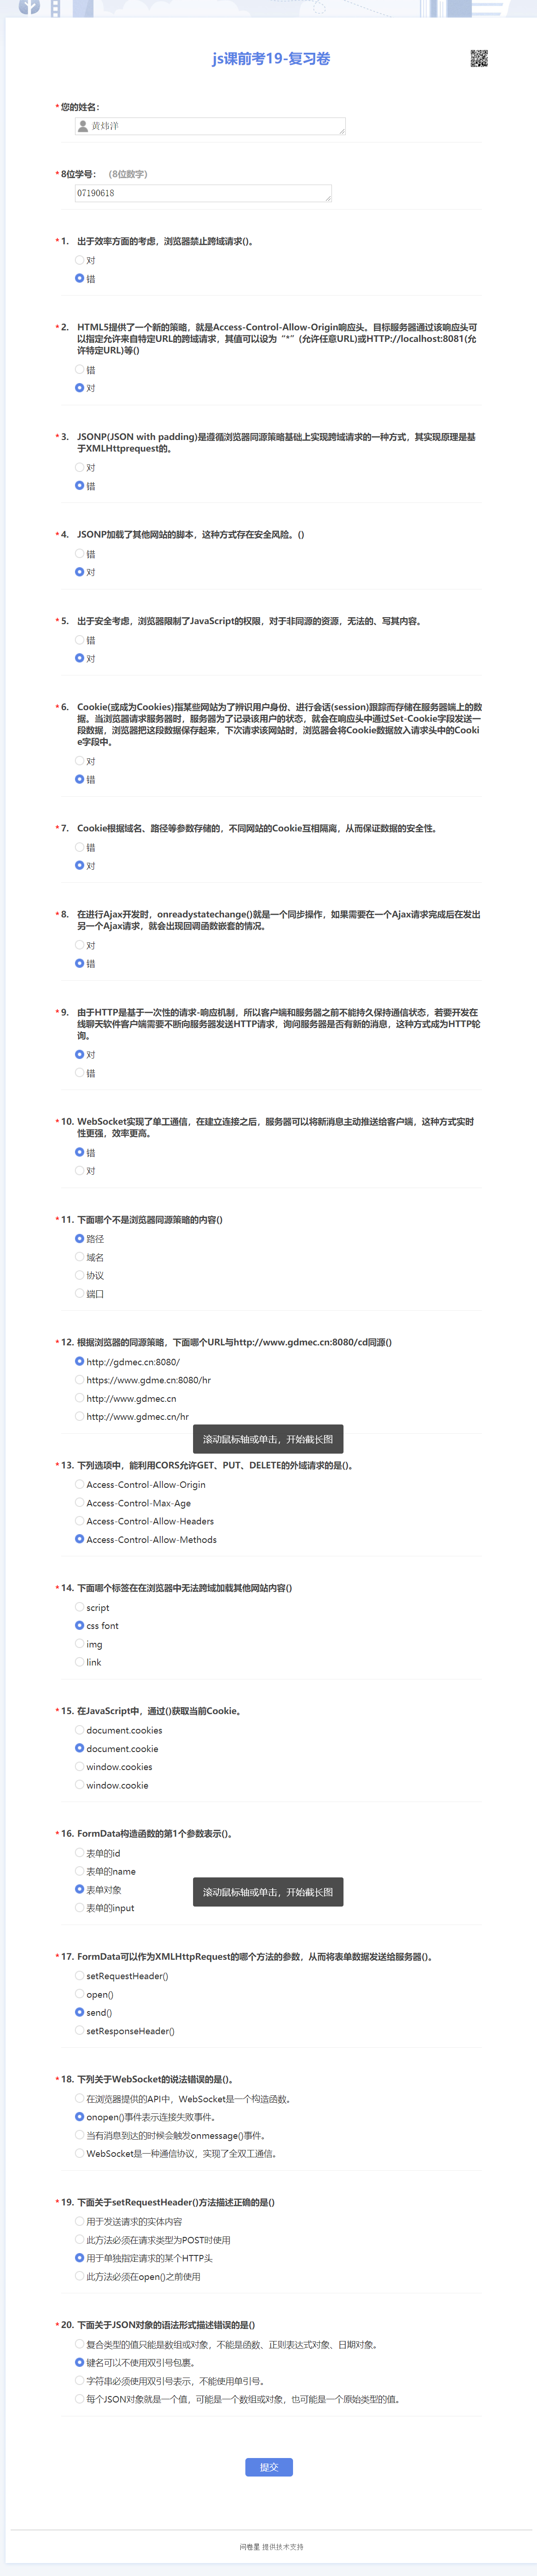 js课前考19-复习卷
* 您的姓名：
黄炜洋
* 8位学号： （8位数字）
07190618
* 1. 出于效率方面的考虑，浏览器禁止跨域请求()。
对
错
* 2. HTML5提供了一个新的策略，就是Access-Control-Allow-Origin响应头。目标服务器通过该响应头可
以指定允许来自特定URL的跨域请求，其值可以设为“*”(允许任意URL)或HTTP://localhost:8081(允
许特定URL)等()
错
对
* 3. JSONP(JSON with padding)是遵循浏览器同源策略基础上实现跨域请求的一种方式，其实现原理是基
于XMLHttprequest的。
对
错
* 4. JSONP加载了其他网站的脚本，这种方式存在安全风险。()
错
对
* 5. 出于安全考虑，浏览器限制了JavaScript的权限，对于非同源的资源，无法的、写其内容。
错
对
* 6. Cookie(或成为Cookies)指某些网站为了辨识用户身份、进行会话(session)跟踪而存储在服务器端上的数
据。当浏览器请求服务器时，服务器为了记录该用户的状态，就会在响应头中通过Set-Cookie字段发送一
段数据，浏览器把这段数据保存起来，下次请求该网站时，浏览器会将Cookie数据放入请求头中的Cooki
e字段中。
对
错
* 7. Cookie根据域名、路径等参数存储的，不同网站的Cookie互相隔离，从而保证数据的安全性。
错
对
* 8. 在进行Ajax开发时，onreadystatechange()就是一个同步操作，如果需要在一个Ajax请求完成后在发出
另一个Ajax请求，就会出现回调函数嵌套的情况。
对
错
* 9. 由于HTTP是基于一次性的请求-响应机制，所以客户端和服务器之前不能持久保持通信状态，若要开发在
线聊天软件客户端需要不断向服务器发送HTTP请求，询问服务器是否有新的消息，这种方式成为HTTP轮
询。
对
错
* 10. WebSocket实现了单工通信，在建立连接之后，服务器可以将新消息主动推送给客户端，这种方式实时
性更强，效率更高。
错
对
* 11. 下面哪个不是浏览器同源策略的内容()
路径
域名
协议
端口
* 12. 根据浏览器的同源策略，下面哪个URL与http://www.gdmec.cn:8080/cd同源()
http://gdmec.cn:8080/
https://www.gdme.cn:8080/hr
http://www.gdmec.cn
http://www.gdmec.cn/hr
滚动鼠标轴或单击，开始截长图
* 13. 下列选项中，能利用CORS允许GET、PUT、DELETE的外域请求的是()。
Access-Control-Allow-Origin
Access-Control-Max-Age
Access-Control-Allow-Headers
Access-Control-Allow-Methods
* 14. 下面哪个标签在在浏览器中无法跨域加载其他网站内容()
script
css font
img
link
* 15. 在JavaScript中，通过()获取当前Cookie。
document.cookies
document.cookie
window.cookies
window.cookie
* 16. FormData构造函数的第1个参数表示()。
表单的id
表单的name
表单对象
滚动鼠标轴或单击，开始截长图
表单的input
* 17. FormData可以作为XMLHttpRequest的哪个方法的参数，从而将表单数据发送给服务器()。
setRequestHeader()
open()
send()
setResponseHeader()
* 18. 下列关于WebSocket的说法错误的是()。
在浏览器提供的API中，WebSocket是一个构造函数。
onopen()事件表示连接失败事件。
当有消息到达的时候会触发onmessage()事件。
WebSocket是一种通信协议，实现了全双工通信。
* 19. 下面关于setRequestHeader()方法描述正确的是()
用于发送请求的实体内容
此方法必须在请求类型为POST时使用
用于单独指定请求的某个HTTP头
此方法必须在open()之前使用
* 20. 下面关于JSON对象的语法形式描述错误的是()
复合类型的值只能是数组或对象，不能是函数、正则表达式对象、日期对象。
键名可以不使用双引号包裹。
字符串必须使用双引号表示，不能使用单引号。
每个JSON对象就是一个值，可能是一个数组或对象，也可能是一个原始类型的值。
提交
问卷星 提供技术支持